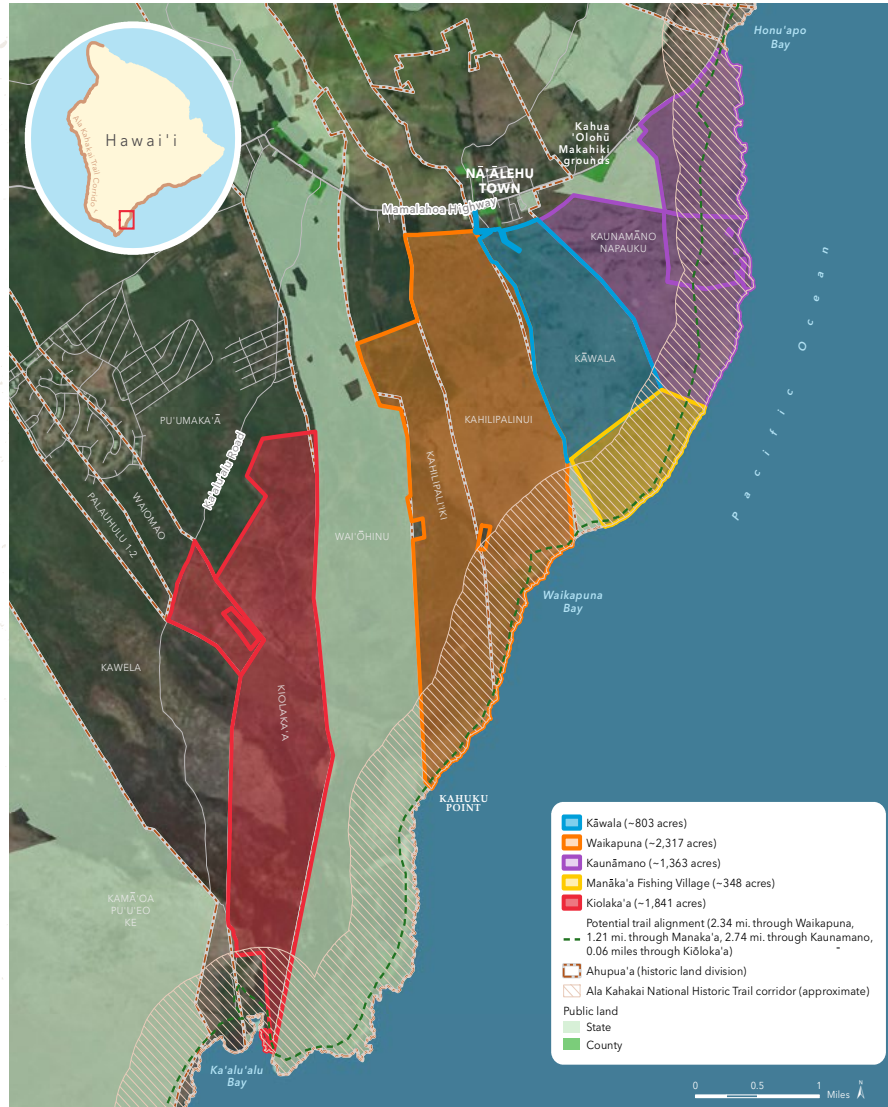 Honu'apo
Bay
Hawai'i
Ala Kahakai Trail Corridor
Kahua
'Olohū
Makahiki
grounds
NĀ'ĀLEHU
TOWN
Mamalahoa Highway
KAUNAMĀNO
NAPAUKU
Pacific Ocean
KĀWALA
PU'UMAKA'Ā
Ka'alu'alu Road
KAHILIPALINUI
KAHILIPALI'IKI
WAIOMAO
PALAUHULU 1-2
WAI'ŌHINU
Waikapuna
Bay
KAWELA
KIOLAKA'A
KAHUKU
POINT
KAMĀ'OA
PU'U'EO
KE
Ka'alu'alu
Bay
Kāwala (~803 acres)
Waikapuna (~2,317 acres)
Kaunāmano (~1,363 acres)
Manāka'a Fishing Village (~348 acres)
Kiolaka'a (~1,841 acres)
Potential trail alignment (2.34 mi. through Waikapuna,
1.21 mi. through Manaka'a, 2.74 mi. through Kaunamano,
0.06 miles through Kiōloka'a)
Ahupua'a (historic land division)
Ala Kahakai National Historic Trail corridor (approximate)
Public land
State
County
0 0.5 1
Miles
N